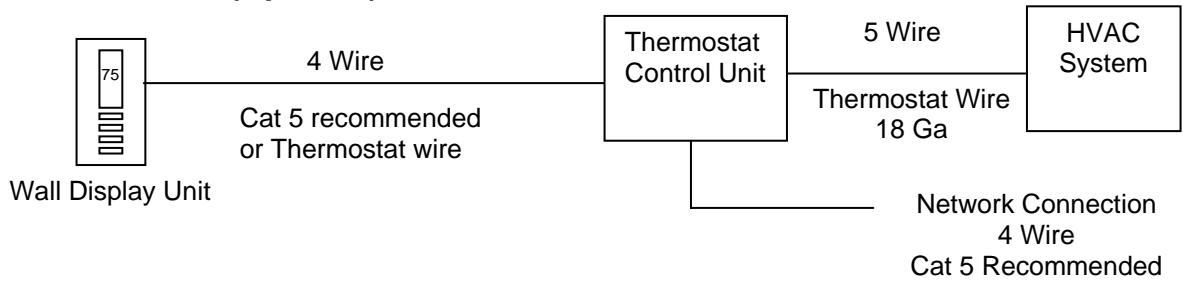 75
4 Wire
Cat 5 recommended
or Thermostat wire
Wall Display Unit
Thermostat
Control Unit
5 Wire
Thermostat Wire
18 Ga
HVAC
System
Network Connection
4 Wire
Cat 5 Recommended